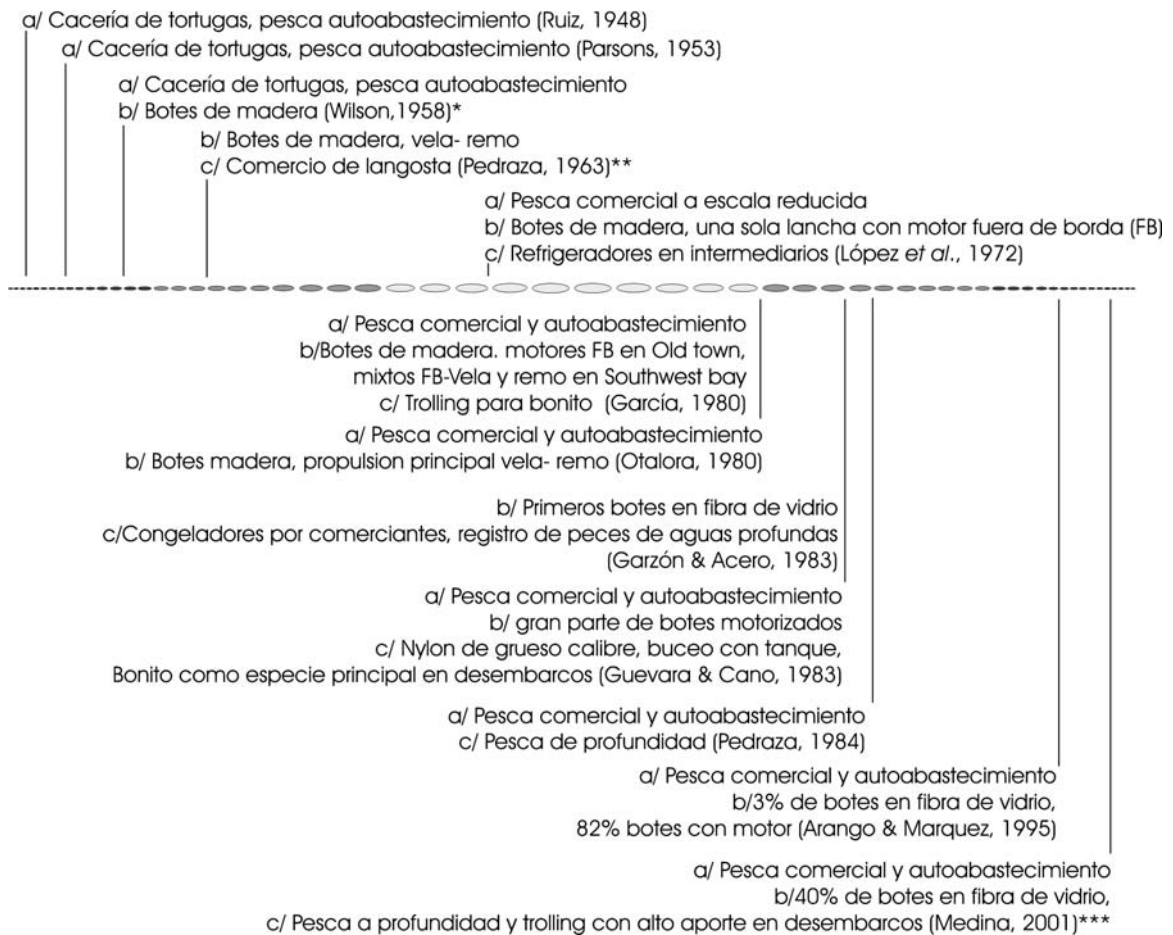 a/ Cacería de tortugas, pesca autoabastecimiento (Ruiz, 1948)
a/ Cacería de tortugas, pesca autoabastecimiento (Parsons, 1953)
a/ Cacería de tortugas, pesca autoabastecimiento
b/ Botes de madera (Wilson,1958)*
b/ Botes de madera, vela- remo
c/ Comercio de langosta (Pedraza, 1963)**
a/ Pesca comercial a escala reducida
b/ Botes de madera, una sola lancha con motor fuera de borda (FB)
c/ Refrigeradores en intermediarios (López et al., 1972)
a/ Pesca comercial y autoabastecimiento
b/Botes de madera. motores FB en Old town,
mixtos FB-Vela y remo en Southwest bay
c/ Trolling para bonito (García, 1980)
a/ Pesca comercial y autoabastecimiento
b/ Botes madera, propulsion principal vela- remo (Otalora, 1980)
b/ Primeros botes en fibra de vidrio
c/Congeladores por comerciantes, registro de peces de aguas profundas
(Garzón & Acero, 1983)
a/ Pesca comercial y autoabastecimiento
b/ gran parte de botes motorizados
c/ Nylon de grueso calibre, buceo con tanque,
Bonito como especie principal en desembarcos (Guevara & Cano, 1983)
a/ Pesca comercial y autoabastecimiento
c/ Pesca de profundidad (Pedraza, 1984)
a/ Pesca comercial y autoabastecimiento
b/3% de botes en fibra de vidrio,
82% botes con motor (Arango & Marquez, 1995)
a/ Pesca comercial y autoabastecimiento
b/40% de botes en fibra de vidrio,
c/ Pesca a profundidad y trolling con alto aporte en desembarcos (Medina, 2001)***